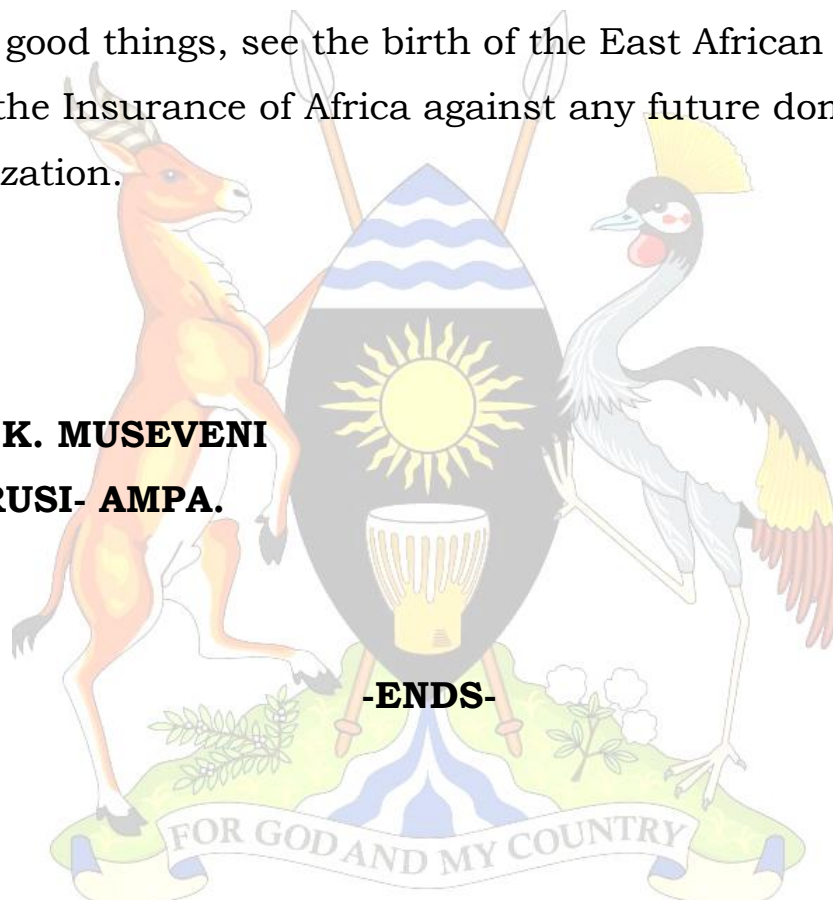 good things, see the birth of the East African
the Insurance of Africa against any future don
zation.
K. MUSEVENI
RUSI- AMPA.
-ENDS-
FOR GOD AND MY COUNTRY